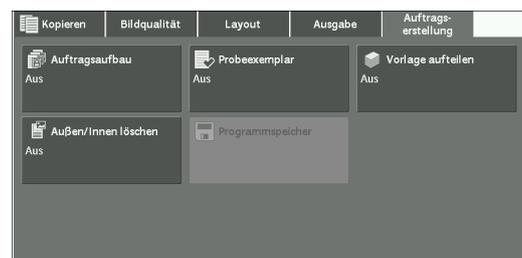 Kopieren
Bildqualität
Layout
Ausgabe
Auftrags-
erstellung
Auftragsaufbau
Aus
Probeexemplar
Aus
Vorlage aufteilen
Aus
Außen/Innen löschen
Aus
Programmspeicher